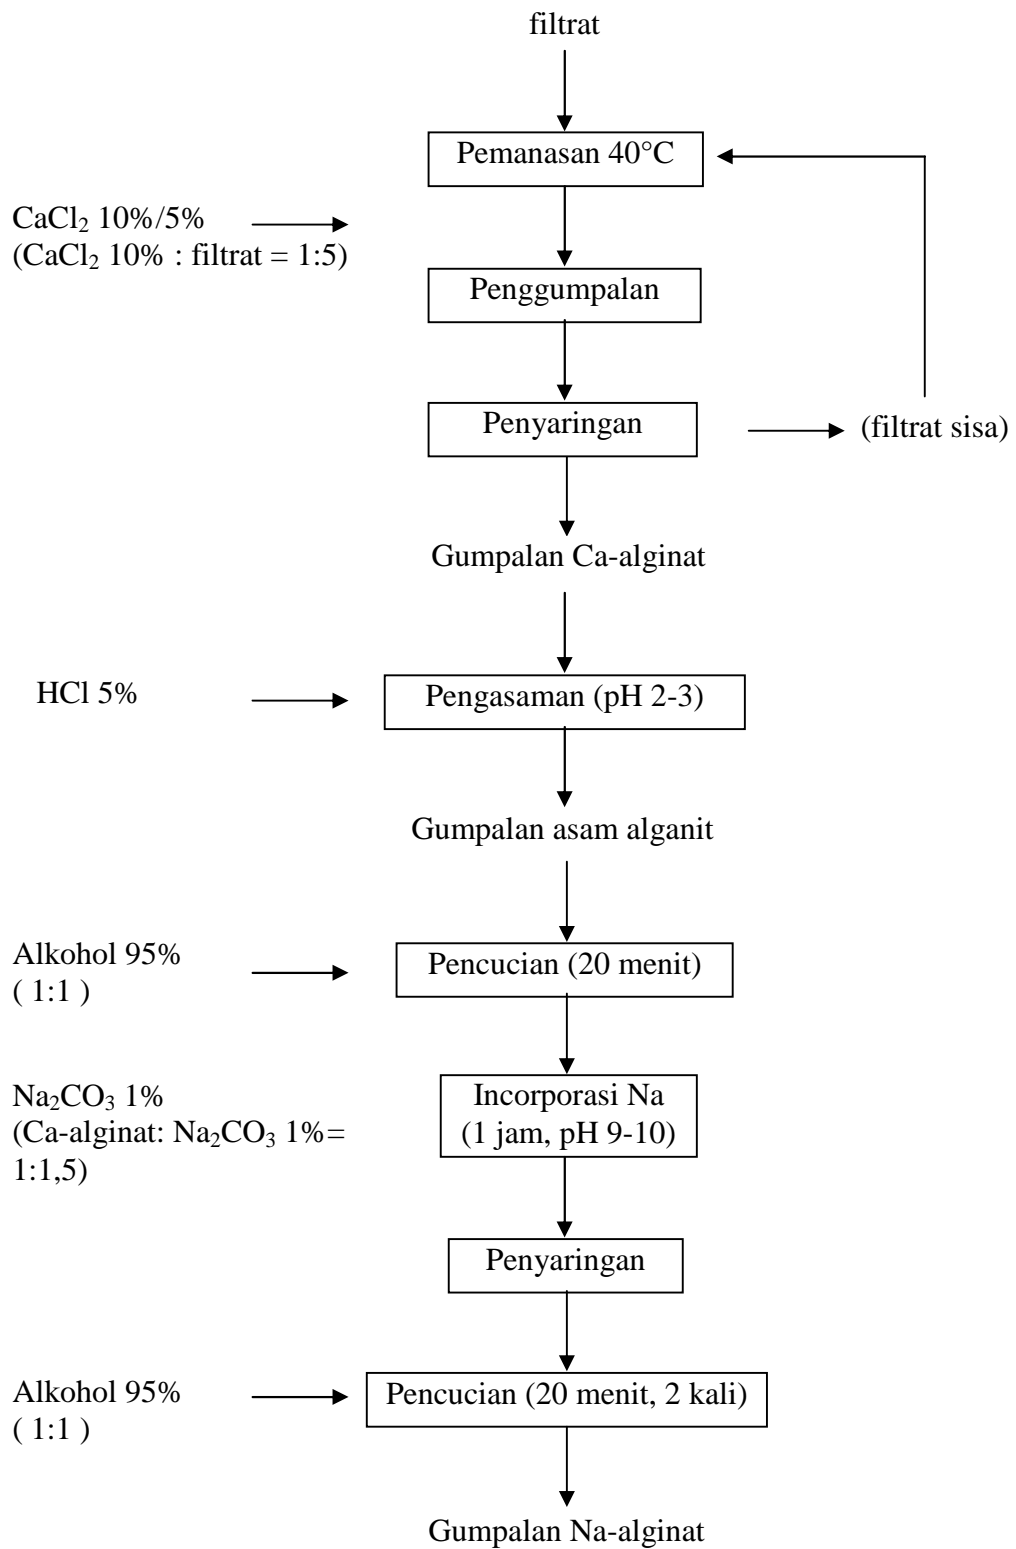 filtrat
Pemanasan 40°C
CaCl₂ 10%/5%
(CaCl₂ 10% : filtrat = 1:5)
Penggumpalan
Penyaringan
(filtrat sisa)
Gumpalan Ca-alginat
HCl 5%
Pengasaman (pH 2-3)
Gumpalan asam alganit
Alkohol 95%
( 1:1 )
Pencucian (20 menit)
Na₂CO₃ 1%
(Ca-alginat: Na₂CO₃ 1%=
1:1,5)
Incorporasi Na
(1 jam, pH 9-10)
Penyaringan
Alkohol 95%
( 1:1 )
Pencucian (20 menit, 2 kali)
Gumpalan Na-alginat